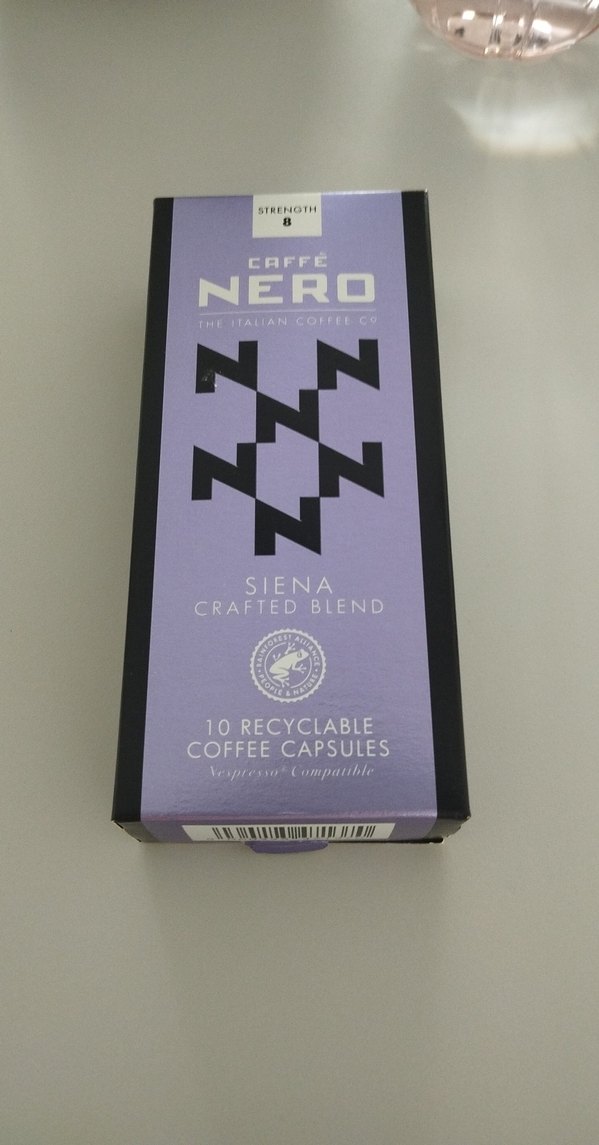 STRENGTH
8
CAFFÈ
NERO
THE ITALIAN COFFEE Co
SIENA
CRAFTED BLEND
RAINFOREST ALLIANCE
PEOPLE & NATURE
10 RECYCLABLE
COFFEE CAPSULES
Nespresso® Compatible